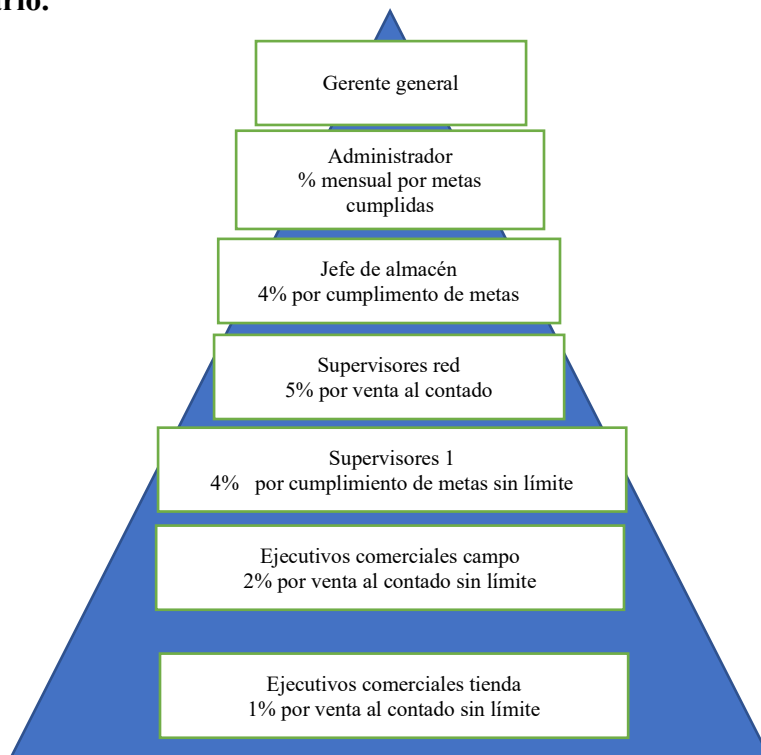 Gerente general
Administrador
% mensual por metas
cumplidas
Jefe de almacén
4% por cumplimento de metas
Supervisores red
5% por venta al contado
Supervisores 1
4% por cumplimiento de metas sin límite
Ejecutivos comerciales campo
2% por venta al contado sin límite
Ejecutivos comerciales tienda
1% por venta al contado sin límite